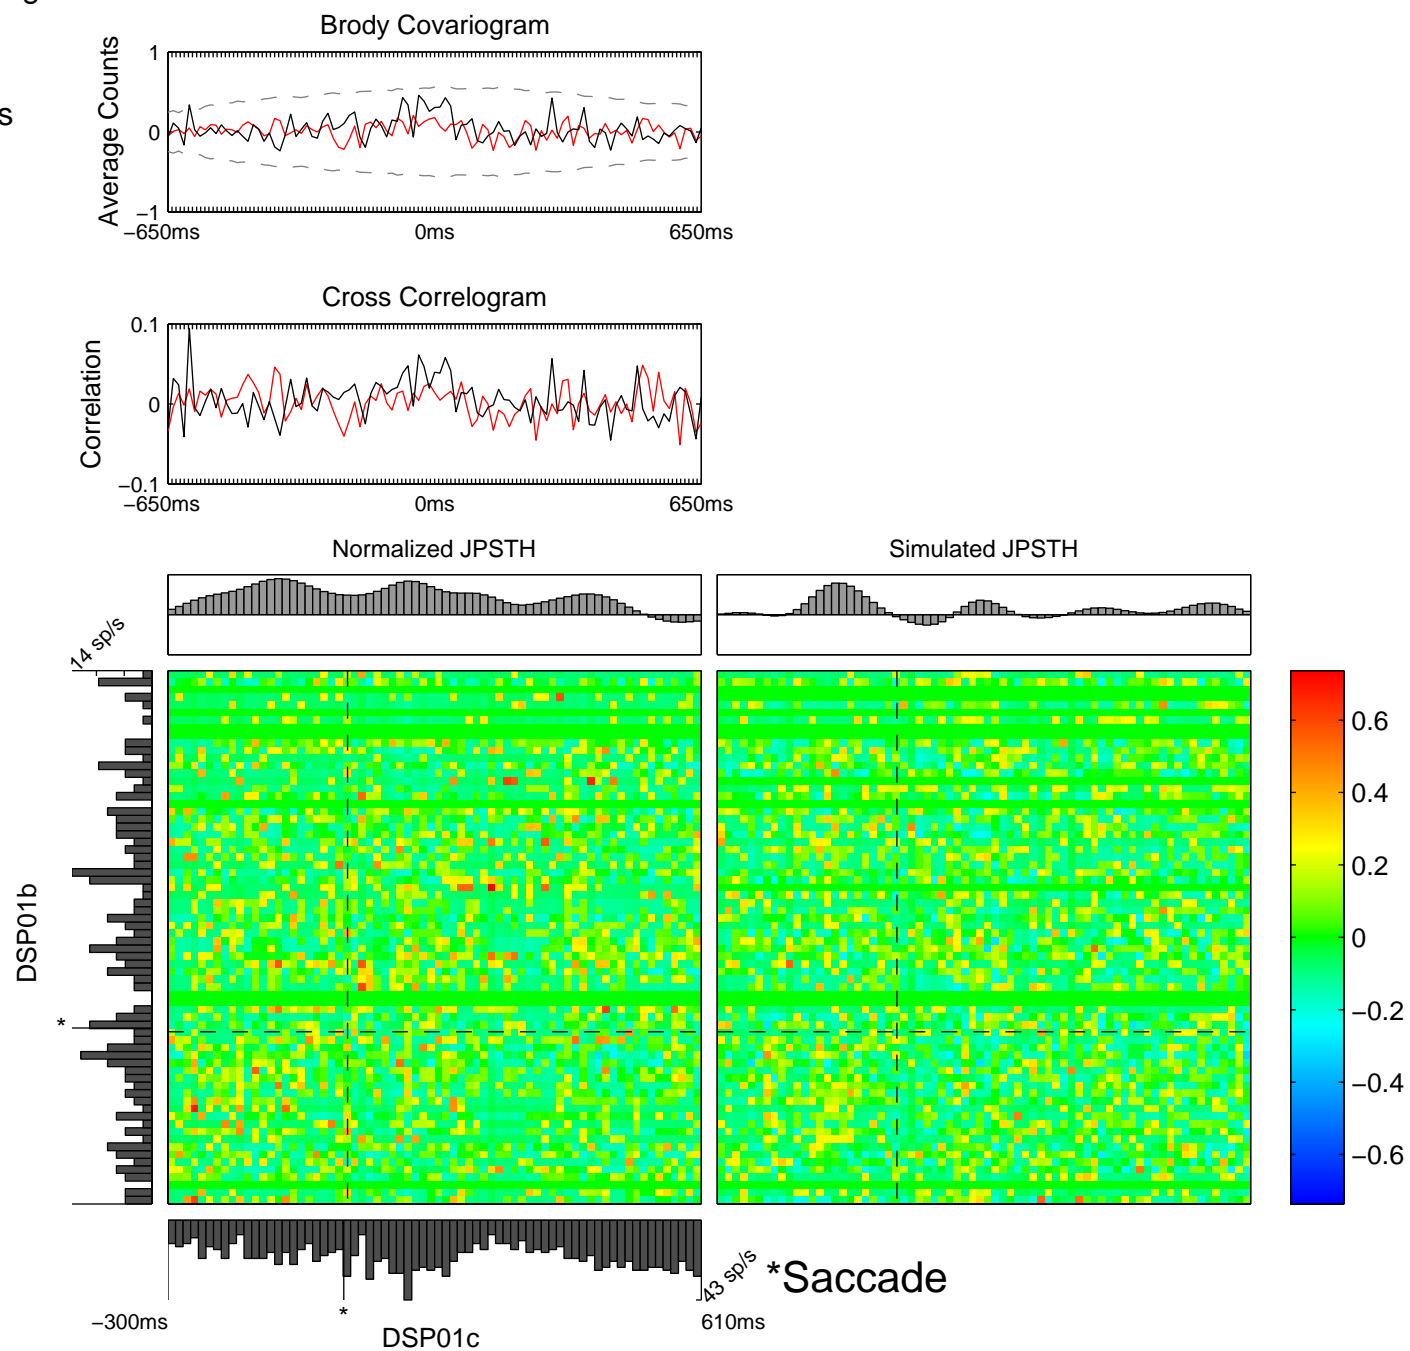 g
s
Brody Covariogram
Average Counts
1
0
−1
−650ms
0ms
650ms
Cross Correlogram
Correlation
0.1
0
−0.1
−650ms
0ms
650ms
Normalized JPSTH
Simulated JPSTH
14 sp/s
DSP01b
*
0.6
0.4
0.2
0
−0.2
−0.4
−0.6
43 sp/s
*Saccade
*
−300ms
610ms
DSP01c